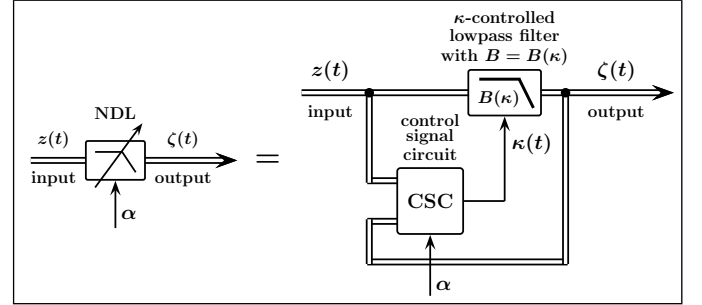 NDL
z(t)
ζ(t)
input
output
α
=
κ-controlled
lowpass filter
with B = B(κ)
z(t)
ζ(t)
B(κ)
input
output
control
signal
circuit
κ(t)
CSC
α